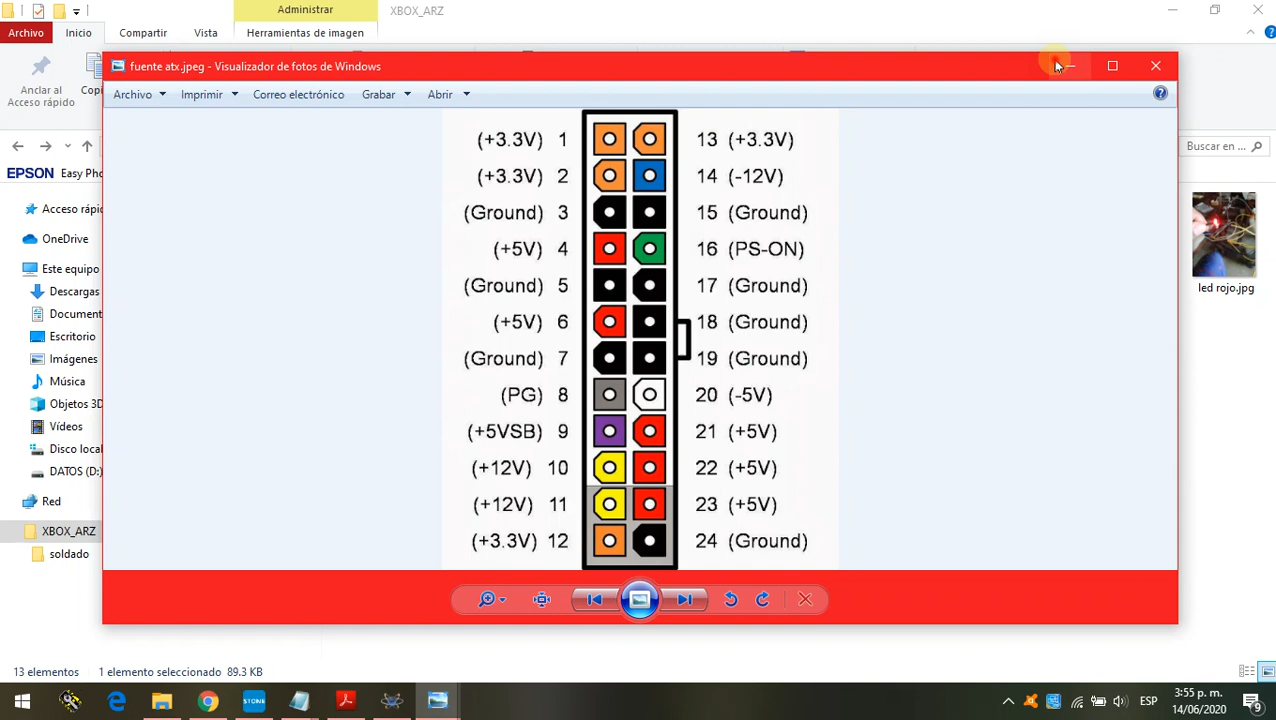 Administrar
XBOX_ARZ
Archivo
Inicio
Compartir
Vista
Herramientas de imagen
Anclar al
Acceso rápido
fuente atx.jpeg - Visualizador de fotos de Windows
Archivo
Imprimir
Correo electrónico
Grabar
Abrir
Buscar en ...
EPSON
Acceso rápid
OneDrive
Este equipo
Descargas
Document
Escritorio
Imágenes
Música
Objetos 3D
Vídeos
Disco local
DATOS (D:)
Red
XBOX_ARZ
soldado
(+3.3V) 1
13 (+3.3V)
(+3.3V) 2
14 (-12V)
(Ground) 3
15 (Ground)
(+5V) 4
16 (PS-ON)
(Ground) 5
17 (Ground)
(+5V) 6
18 (Ground)
(Ground) 7
19 (Ground)
(PG) 8
20 (-5V)
(+5VSB) 9
21 (+5V)
(+12V) 10
22 (+5V)
(+12V) 11
23 (+5V)
(+3.3V) 12
24 (Ground)
led rojo.jpg
13 elementos
1 elemento seleccionado 89.3 KB
STONE
ESP
3:55 p. m.
14/06/2020
9